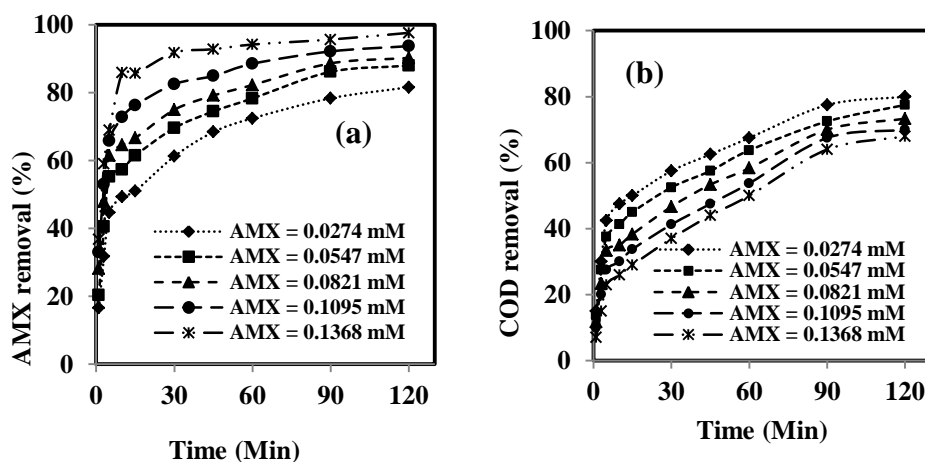 100
80
60
40
20
0
AMX removal (%)
(a)
AMX = 0.0274 mM
AMX = 0.0547 mM
AMX = 0.0821 mM
AMX = 0.1095 mM
AMX = 0.1368 mM
0 30 60 90 120
Time (Min)
100
80
60
40
20
0
COD removal (%)
(b)
AMX = 0.0274 mM
AMX = 0.0547 mM
AMX = 0.0821 mM
AMX = 0.1095 mM
AMX = 0.1368 mM
0 30 60 90 120
Time (Min)